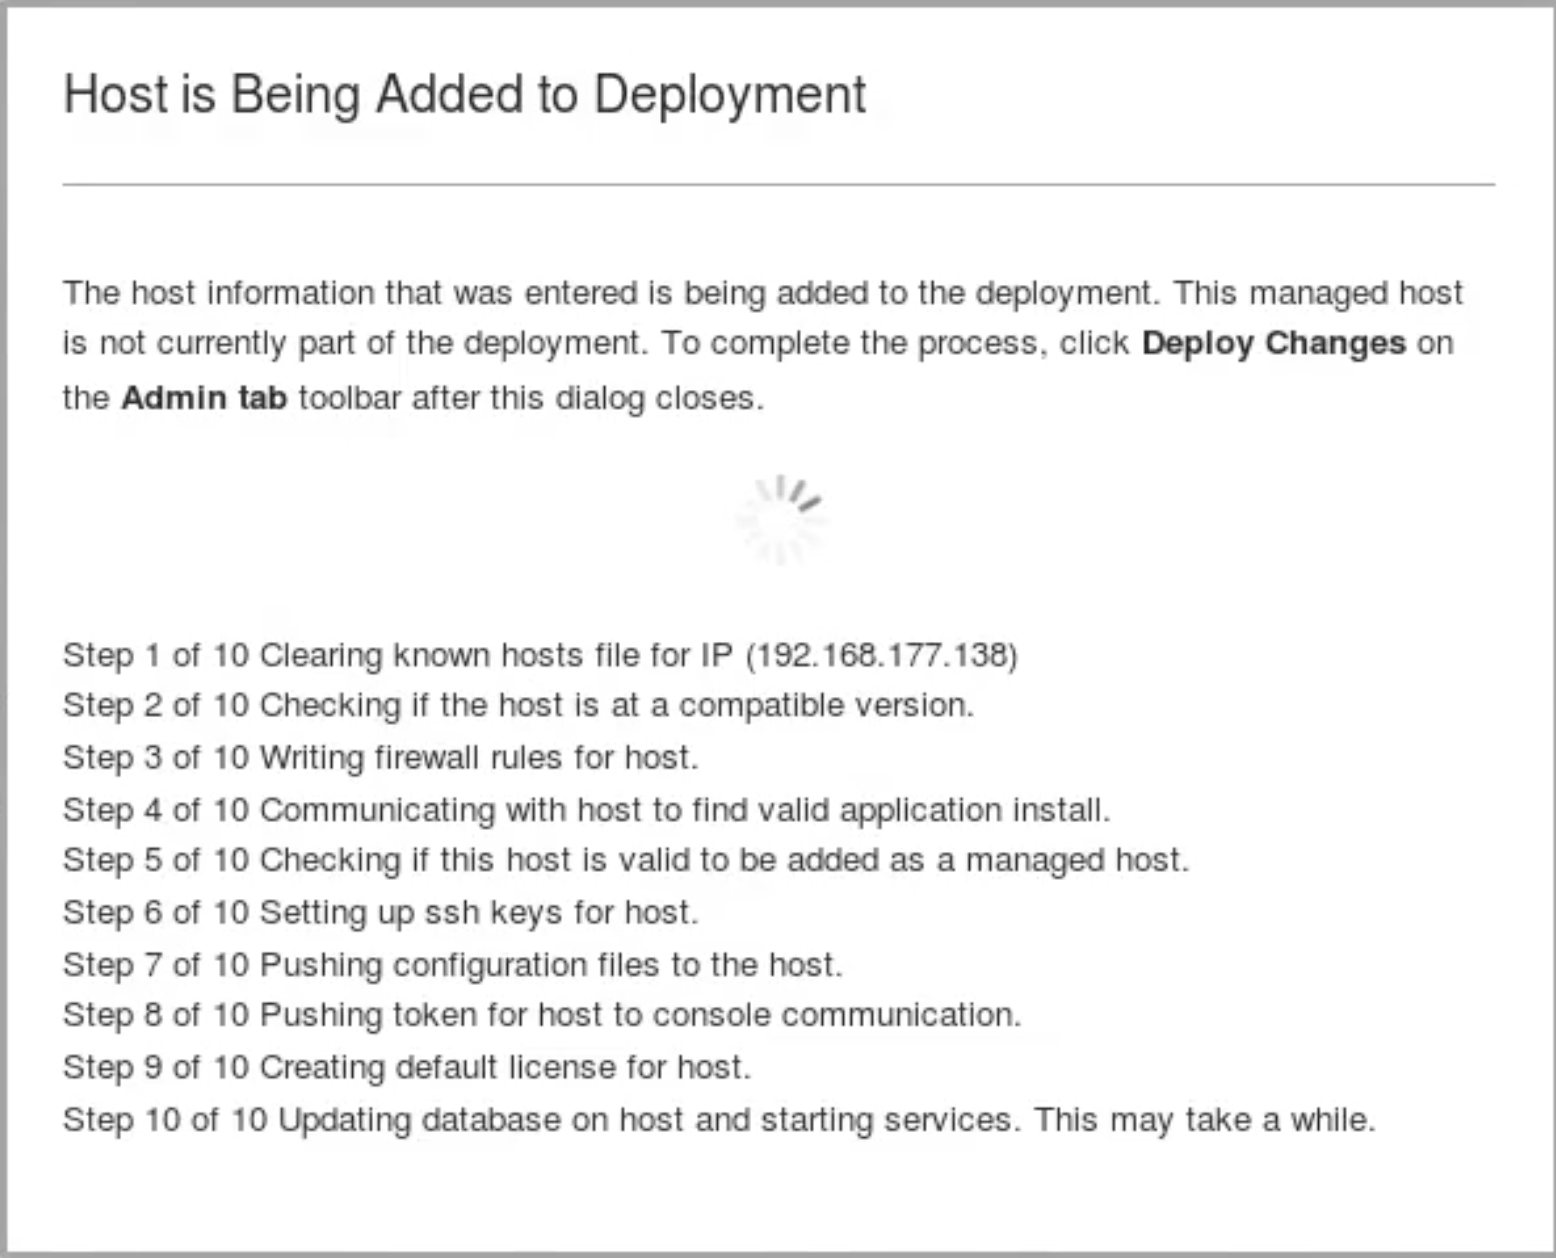 Host is Being Added to Deployment
The host information that was entered is being added to the deployment. This managed host
is not currently part of the deployment. To complete the process, click Deploy Changes on
the Admin tab toolbar after this dialog closes.
Step 1 of 10 Clearing known hosts file for IP (192.168.177.138)
Step 2 of 10 Checking if the host is at a compatible version.
Step 3 of 10 Writing firewall rules for host.
Step 4 of 10 Communicating with host to find valid application install.
Step 5 of 10 Checking if this host is valid to be added as a managed host.
Step 6 of 10 Setting up ssh keys for host.
Step 7 of 10 Pushing configuration files to the host.
Step 8 of 10 Pushing token for host to console communication.
Step 9 of 10 Creating default license for host.
Step 10 of 10 Updating database on host and starting services. This may take a while.